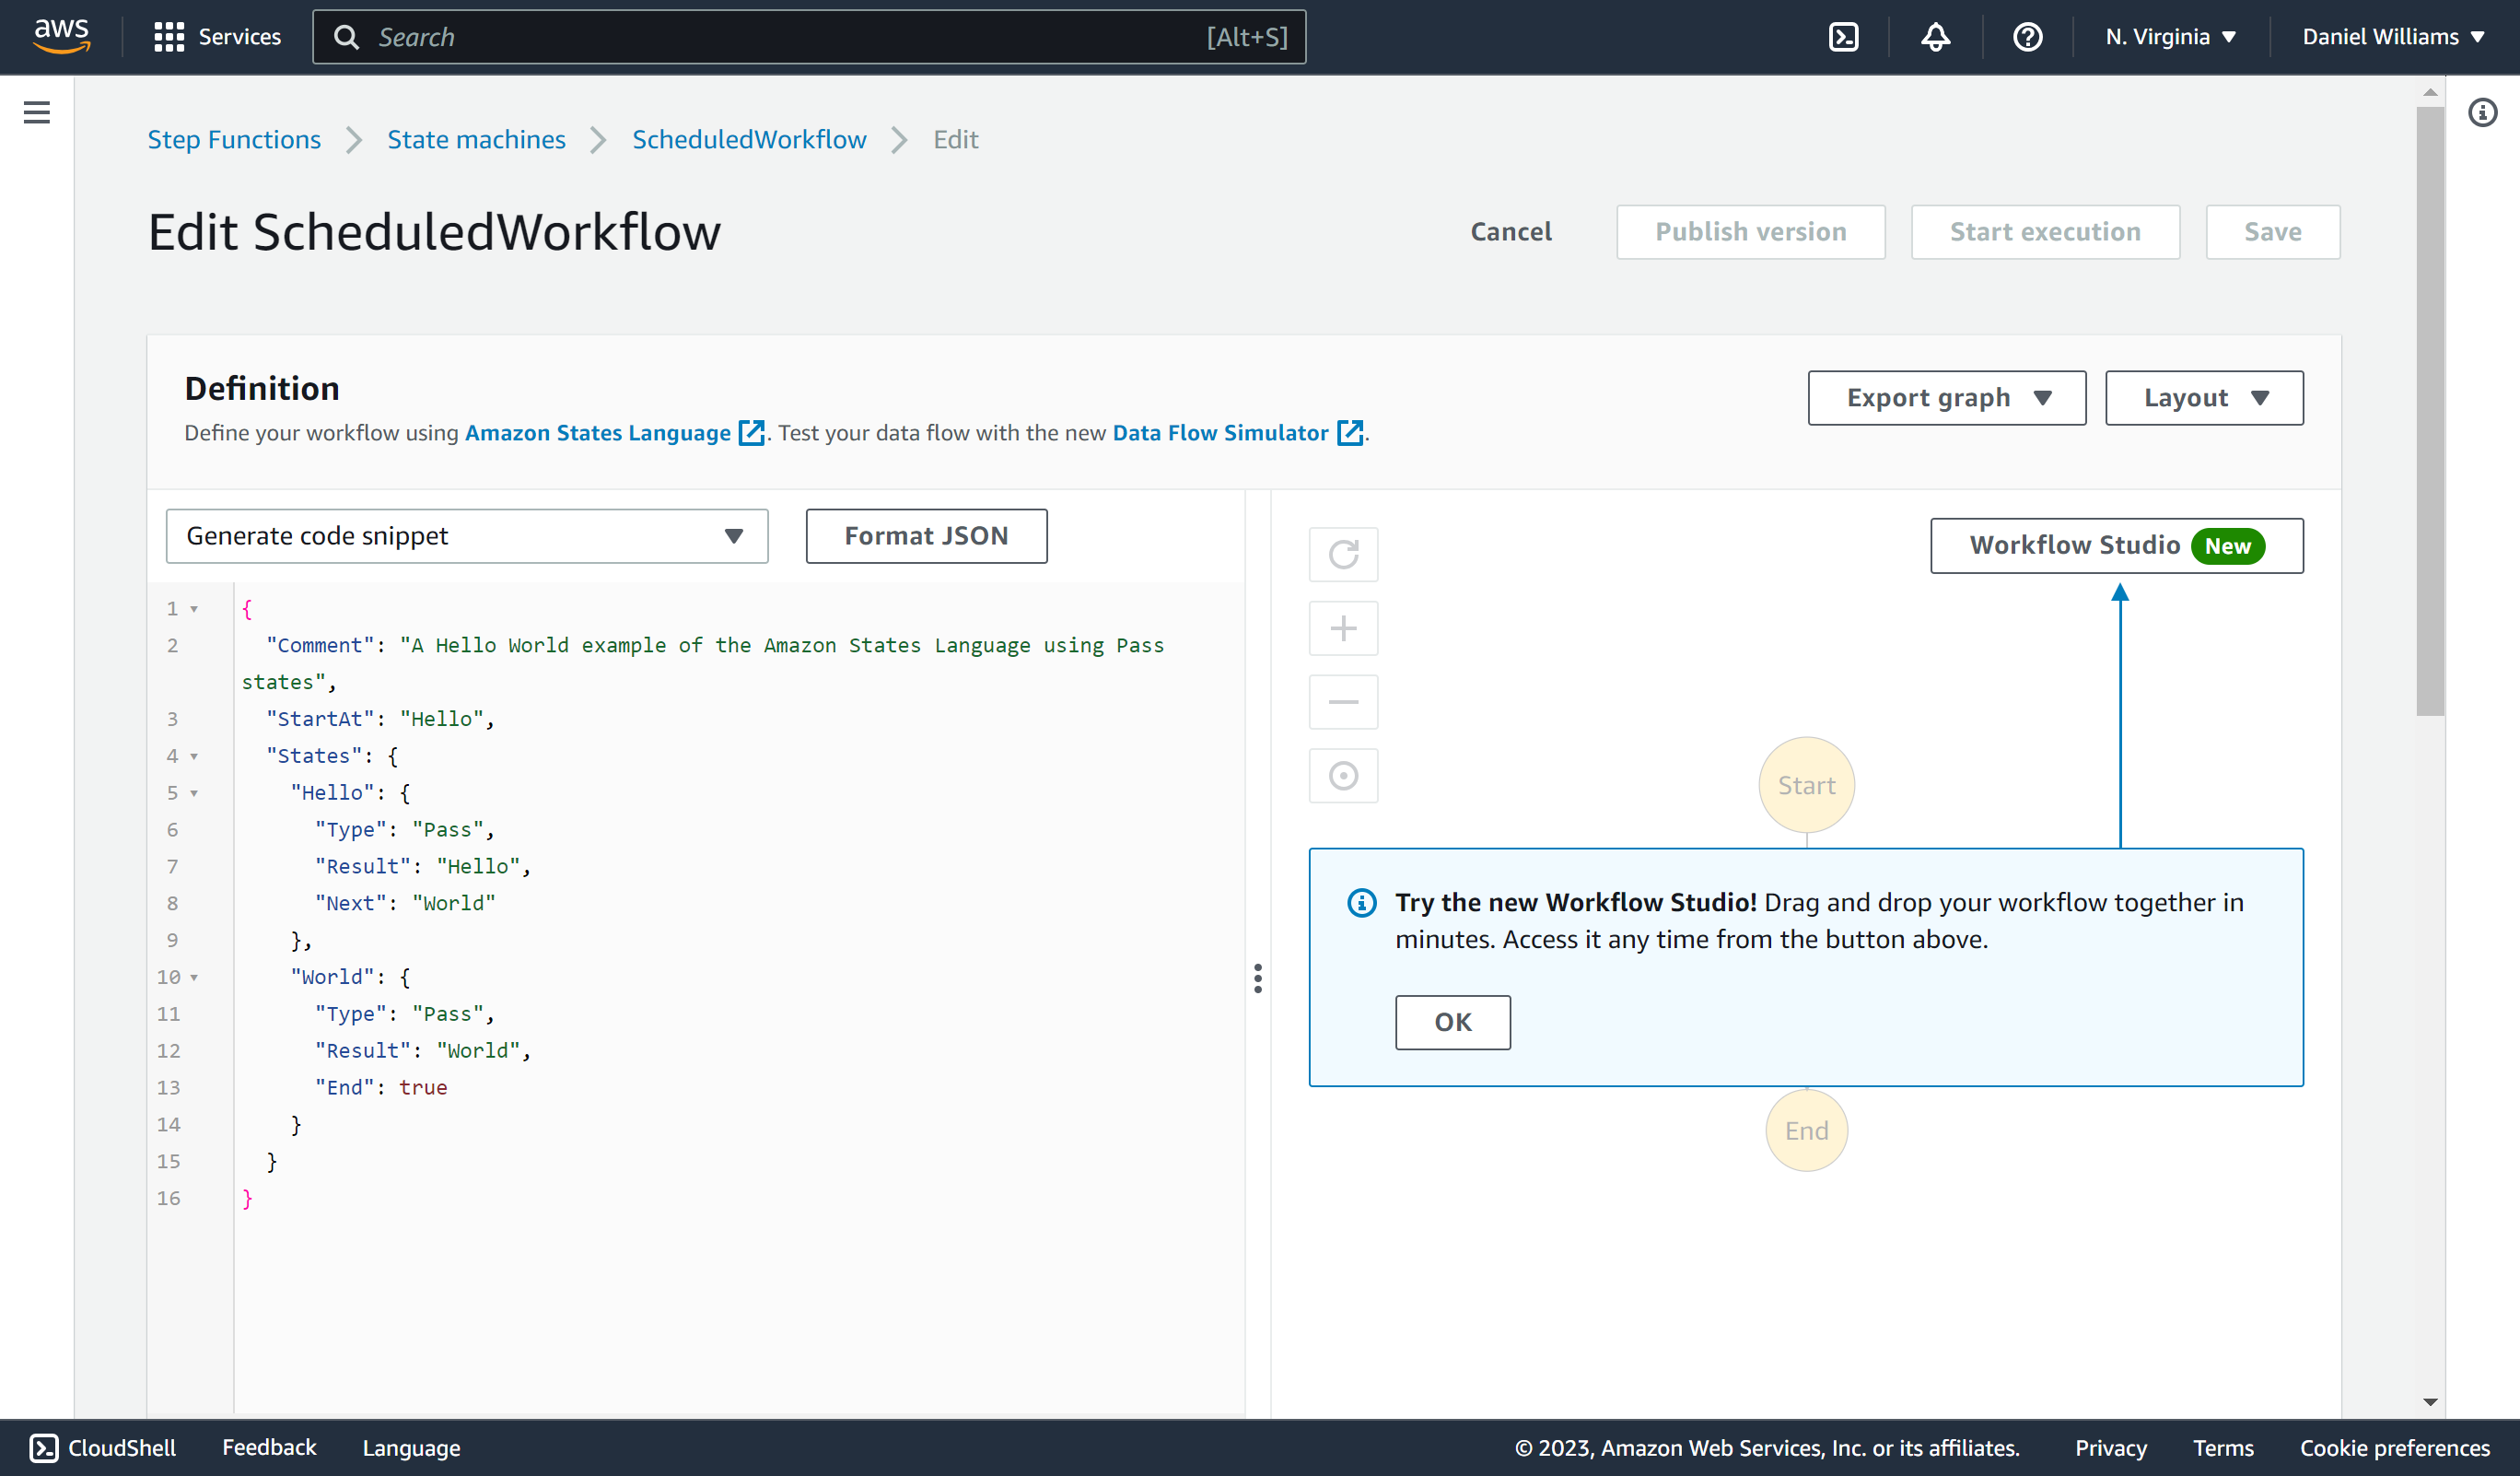 aws Services Search [Alt+S] N. Virginia Daniel Williams
Step Functions State machines ScheduledWorkflow Edit
Edit ScheduledWorkflow
Cancel Publish version Start execution Save
Definition
Define your workflow using Amazon States Language . Test your data flow with the new Data Flow Simulator .
Export graph Layout
Generate code snippet Format JSON
1 {
2 "Comment": "A Hello World example of the Amazon States Language using Pass
states",
3 "StartAt": "Hello",
4 "States": {
5 "Hello": {
6 "Type": "Pass",
7 "Result": "Hello",
8 "Next": "World"
9 },
10 "World": {
11 "Type": "Pass",
12 "Result": "World",
13 "End": true
14 }
15 }
16 }
Workflow Studio New
Start
Try the new Workflow Studio! Drag and drop your workflow together in
minutes. Access it any time from the button above.
OK
End
CloudShell Feedback Language © 2023, Amazon Web Services, Inc. or its affiliates. Privacy Terms Cookie preferences